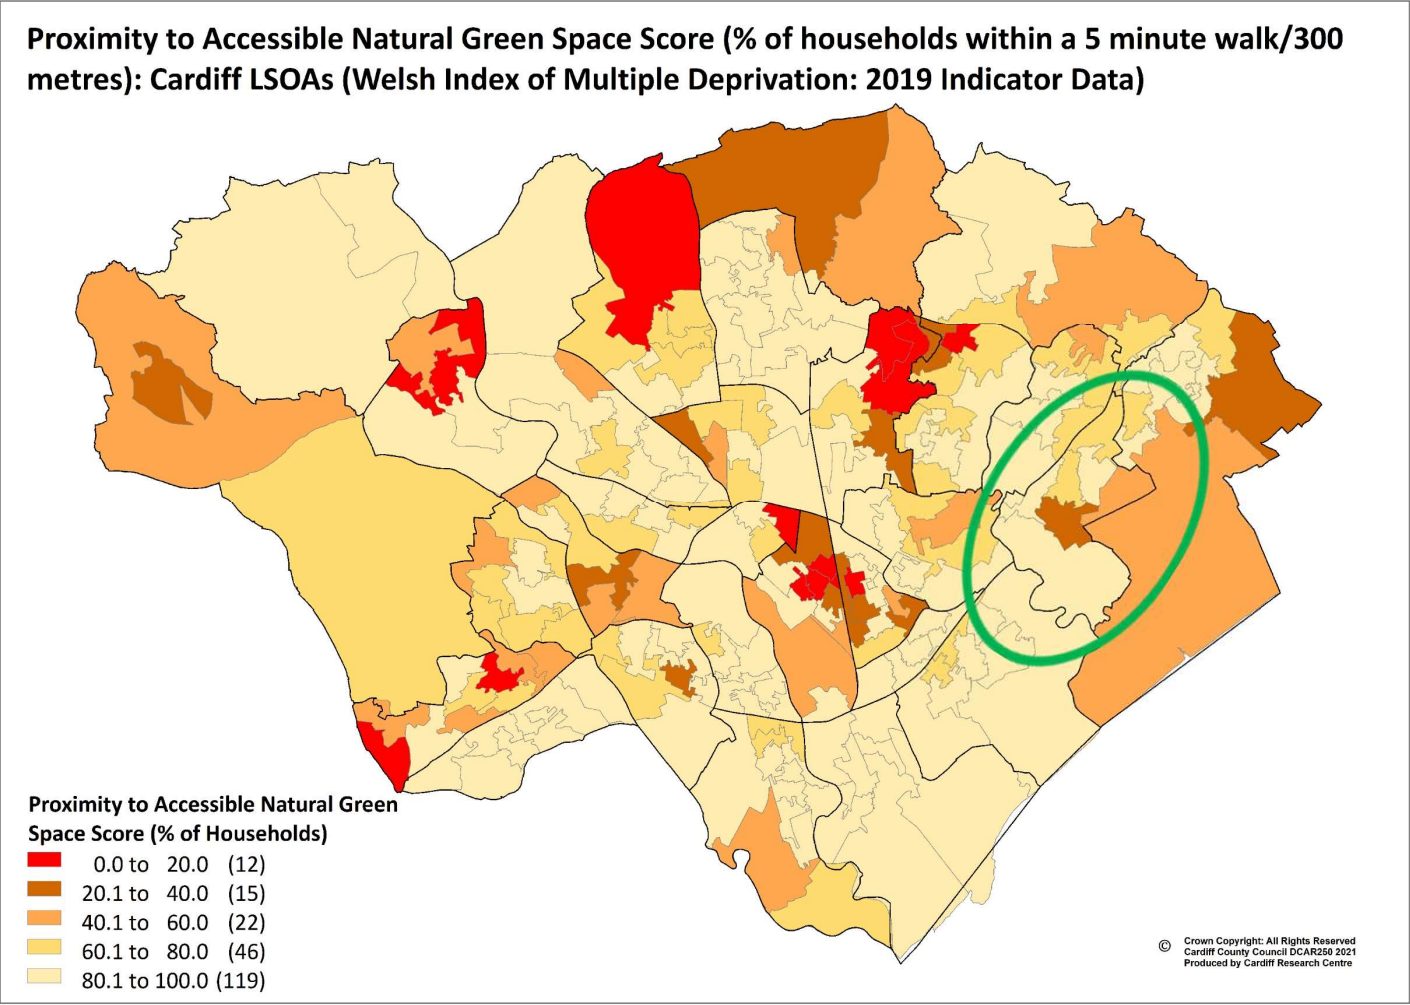 Proximity to Accessible Natural Green Space Score (% of households within a 5 minute walk/300
metres): Cardiff LSOAs (Welsh Index of Multiple Deprivation: 2019 Indicator Data)
Proximity to Accessible Natural Green
Space Score (% of Households)
0.0 to 20.0 (12)
20.1 to 40.0 (15)
40.1 to 60.0 (22)
60.1 to 80.0 (46)
80.1 to 100.0 (119)
© Crown Copyright: All Rights Reserved
Cardiff County Council DCAR250 2021
Produced by Cardiff Research Centre